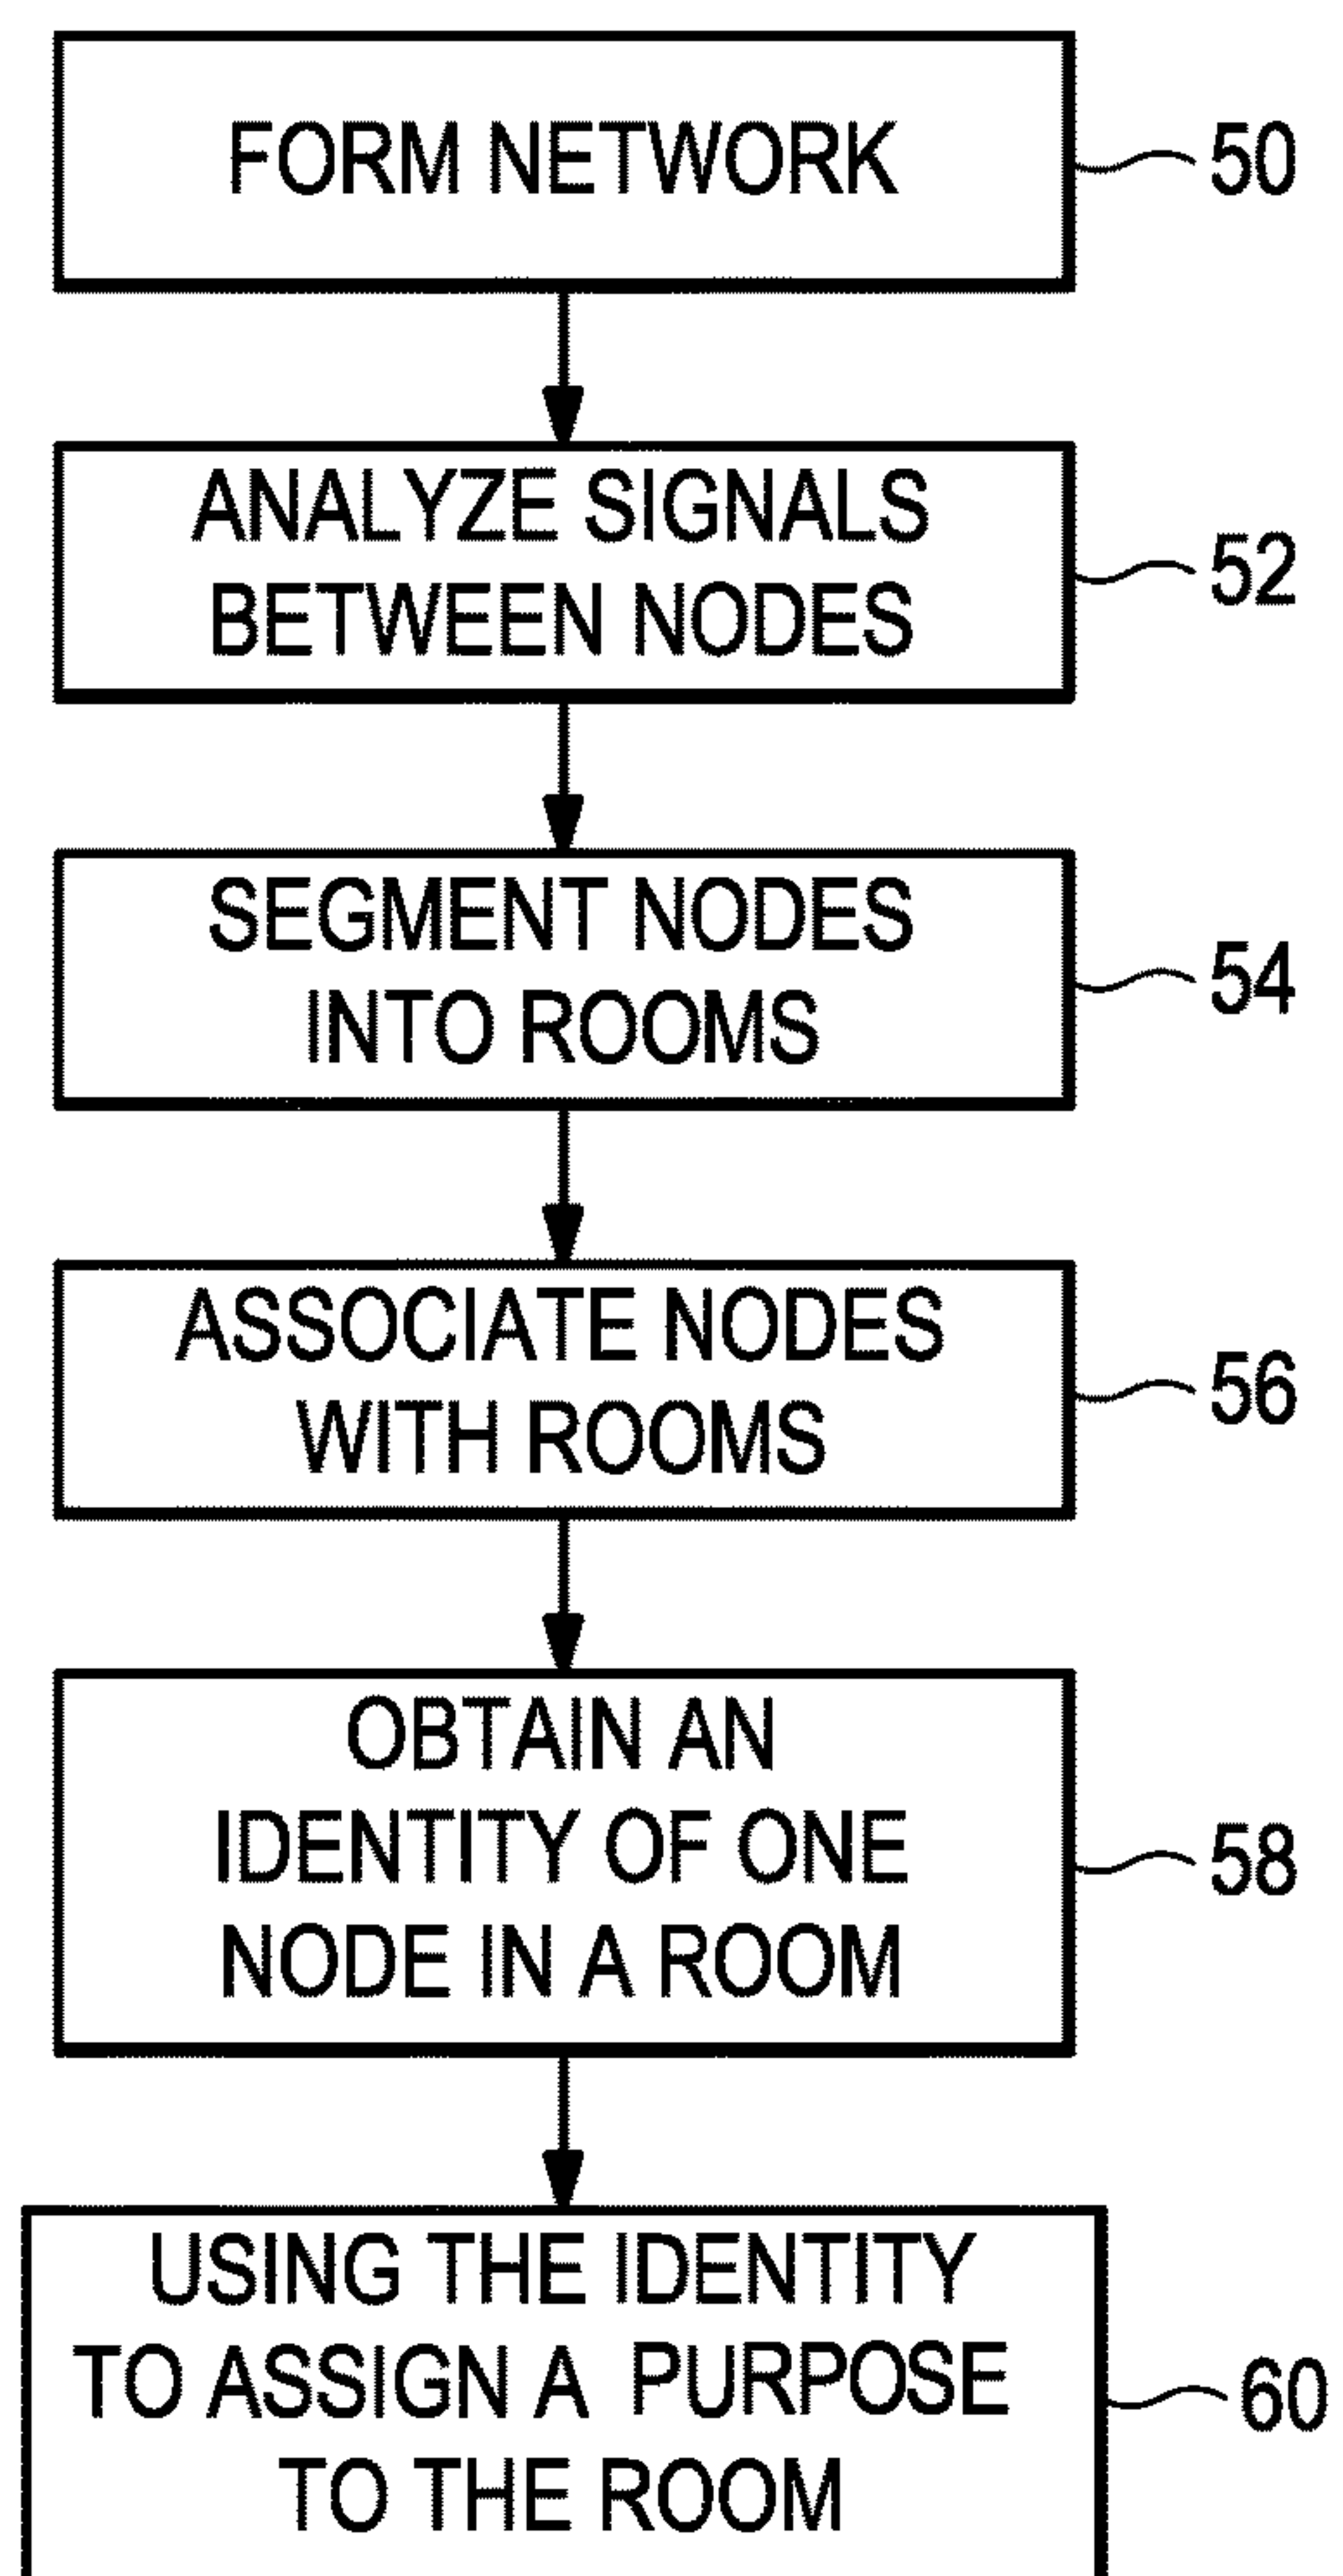 FORM NETWORK
50
ANALYZE SIGNALS
BETWEEN NODES
52
SEGMENT NODES
INTO ROOMS
54
ASSOCIATE NODES
WITH ROOMS
56
OBTAIN AN
IDENTITY OF ONE
NODE IN A ROOM
58
USING THE IDENTITY
TO ASSIGN A PURPOSE
TO THE ROOM
60